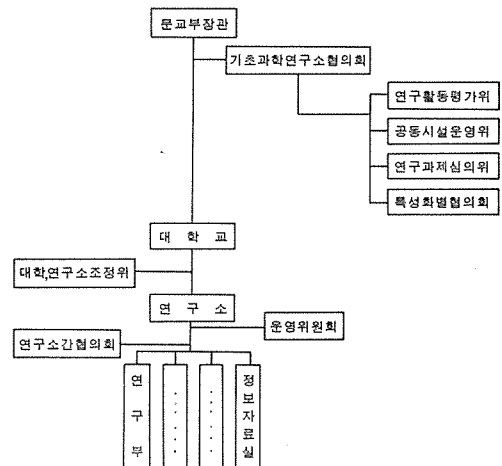 문교부장관
기초과학연구소협의회
연구활동평가위
공동시설운영위
연구과제심의위
특성화별협의회
대 학 교
대학,연구소조정위
연 구 소
운영위원회
연구소간협의회
연구부
. . . . . .
. . . . . .
정보자료실